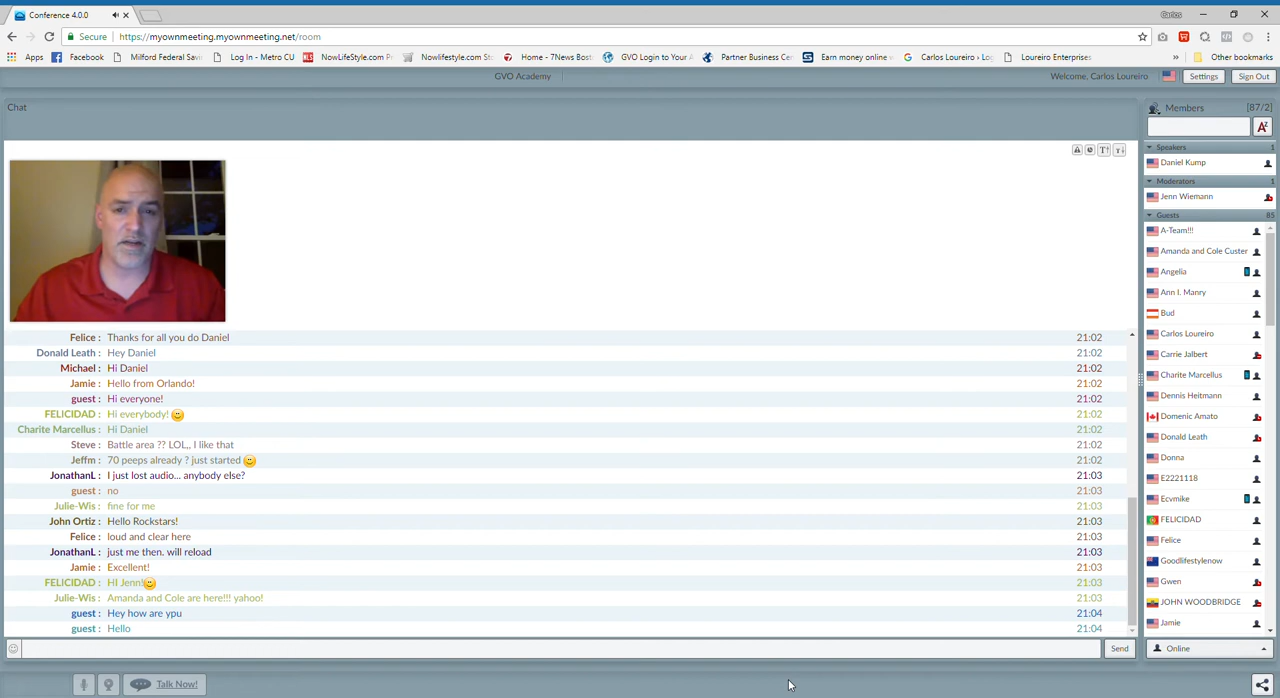 Conference 4.0.0
Carlos
Secure https://myownmeeting.myownmeeting.net/room
Apps Facebook Milford Federal Savi Log In - Metro CU NowLifeStyle.com P Nowlifestyle.com St Home - 7News Bost GVO Login to Your A Partner Business Cen Earn money online v Carlos Loureiro › Lo Loureiro Enterprises » Other bookmarks
GVO Academy Welcome, Carlos Loureiro Settings Sign Out
Chat
Felice : Thanks for all you do Daniel 21:02
Donald Leath : Hey Daniel 21:02
Michael : Hi Daniel 21:02
Jamie : Hello from Orlando! 21:02
guest : Hi everyone! 21:02
FELICIDAD : Hi everybody! 21:02
Charite Marcellus : Hi Daniel 21:02
Steve : Battle area ?? LOL,, I like that 21:02
Jeffm : 70 peeps already ? just started 21:02
JonathanL : I just lost audio... anybody else? 21:03
guest : no 21:03
Julie-Wis : fine for me 21:03
John Ortiz : Hello Rockstars! 21:03
Felice : loud and clear here 21:03
JonathanL : just me then. will reload 21:03
Jamie : Excellent! 21:03
FELICIDAD : HI Jenn! 21:03
Julie-Wis : Amanda and Cole are here!!! yahoo! 21:03
guest : Hey how are ypu 21:04
guest : Hello 21:04
Send
Talk Now!
Members [87/2]
Speakers 1
Daniel Kump
Moderators 1
Jenn Wiemann
Guests 85
A-Team!!!
Amanda and Cole Custer
Angelia
Ann I. Manry
Bud
Carlos Loureiro
Carrie Jalbert
Charite Marcellus
Dennis Heitmann
Domenic Amato
Donald Leath
Donna
E2221118
Ecvmike
FELICIDAD
Felice
Goodlifestylenow
Gwen
JOHN WOODBRIDGE
Jamie
Online